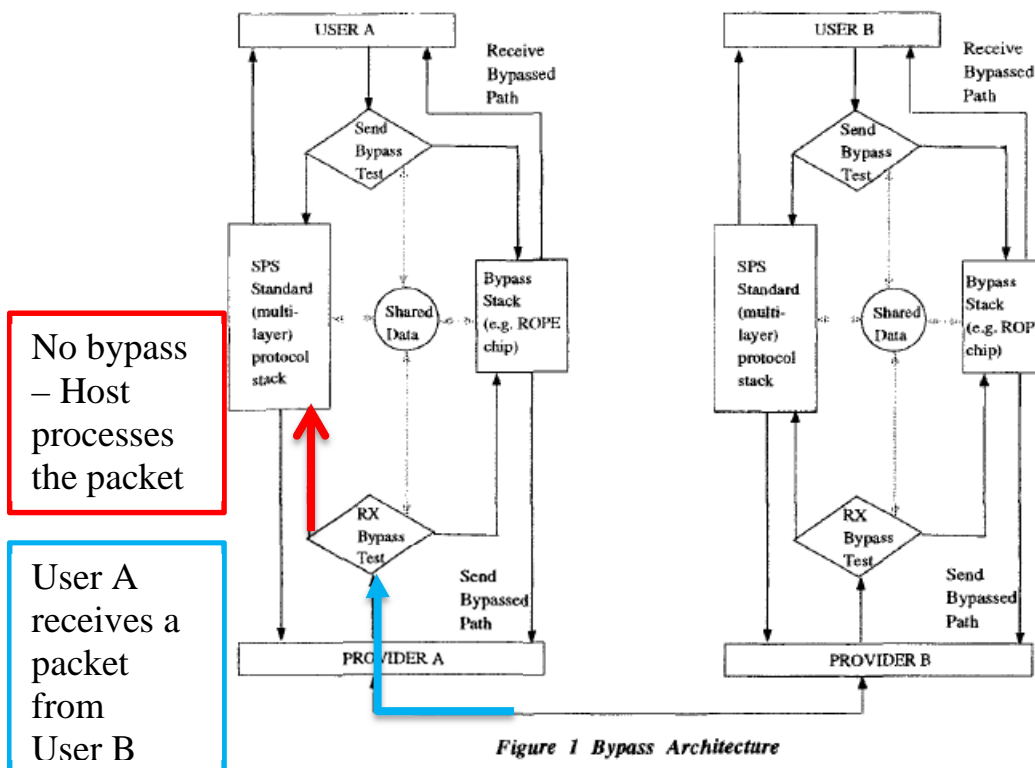 USER A
Receive
Bypassed
Path
Send
Bypass
Test
SPS
Standard
(multi-
layer)
protocol
stack
Shared
Data
Bypass
Stack
(e.g. ROPE
chip)
RX
Bypass
Test
Send
Bypassed
Path
PROVIDER A
No bypass
– Host
processes
the packet
User A
receives a
packet
from
User B
USER B
Receive
Bypassed
Path
Send
Bypass
Test
SPS
Standard
(multi-
layer)
protocol
stack
Shared
Data
Bypass
Stack
(e.g. ROP
chip)
RX
Bypass
Test
Send
Bypassed
Path
PROVIDER B
Figure 1 Bypass Architecture